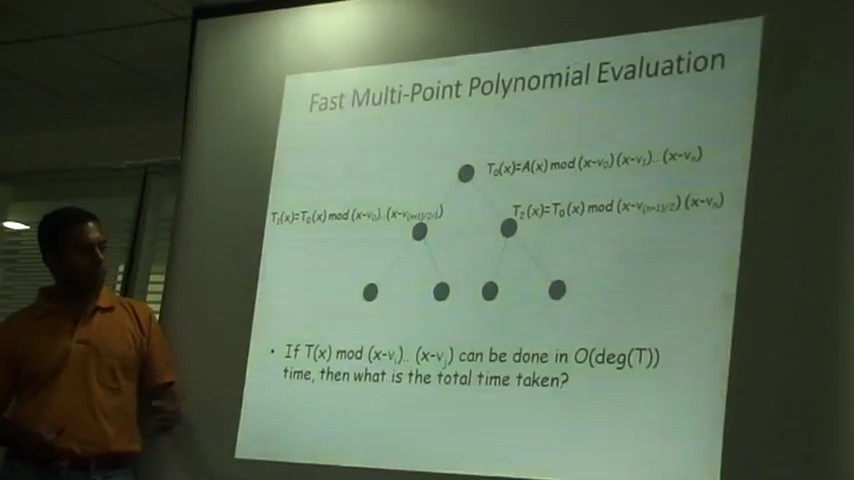 Fast Multi-Point Polynomial Evaluation
T₀(x)=A(x) mod (x-v₀) (x-v₁).. (x-vₙ)
T₁(x)=T₀(x) mod (x-v₀)..(x-v₍ₙ₊₁₎/₂-₁)
T₂(x)=T₀(x) mod (x-v₍ₙ₊₁₎/₂) (x-vₙ)
• If T(x) mod (x-vᵢ).. (x-vⱼ) can be done in O(deg(T))
time, then what is the total time taken?